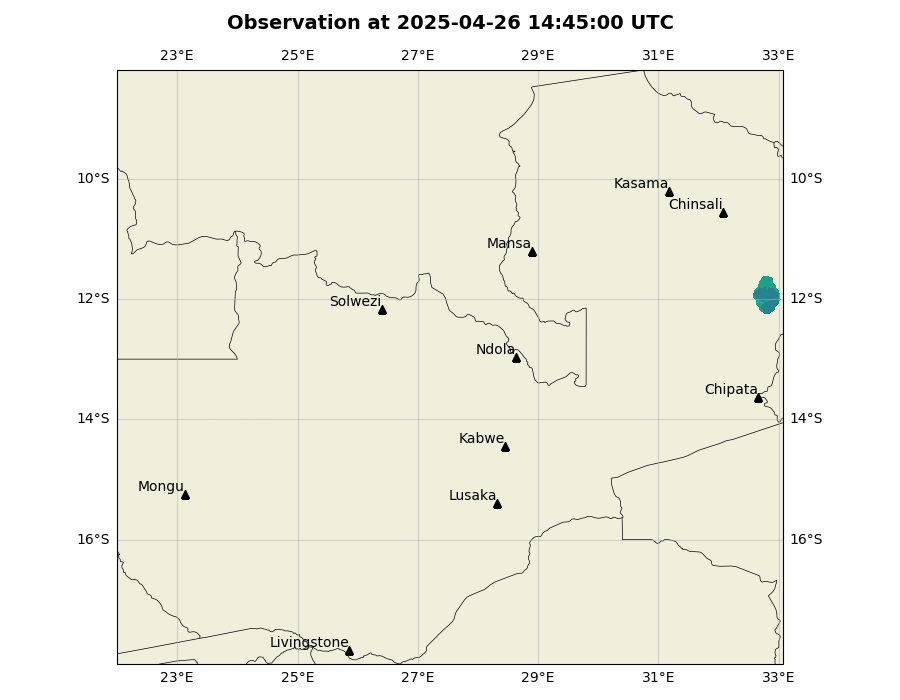 Observation at 2025-04-26 14:45:00 UTC
23°E 25°E 27°E 29°E 31°E 33°E
10°S 10°S
Kasama
Chinsali
Mansa
12°S 12°S
Solwezi
Ndola
Chipata
14°S 14°S
Kabwe
Mongu
Lusaka
16°S 16°S
Livingstone
23°E 25°E 27°E 29°E 31°E 33°E